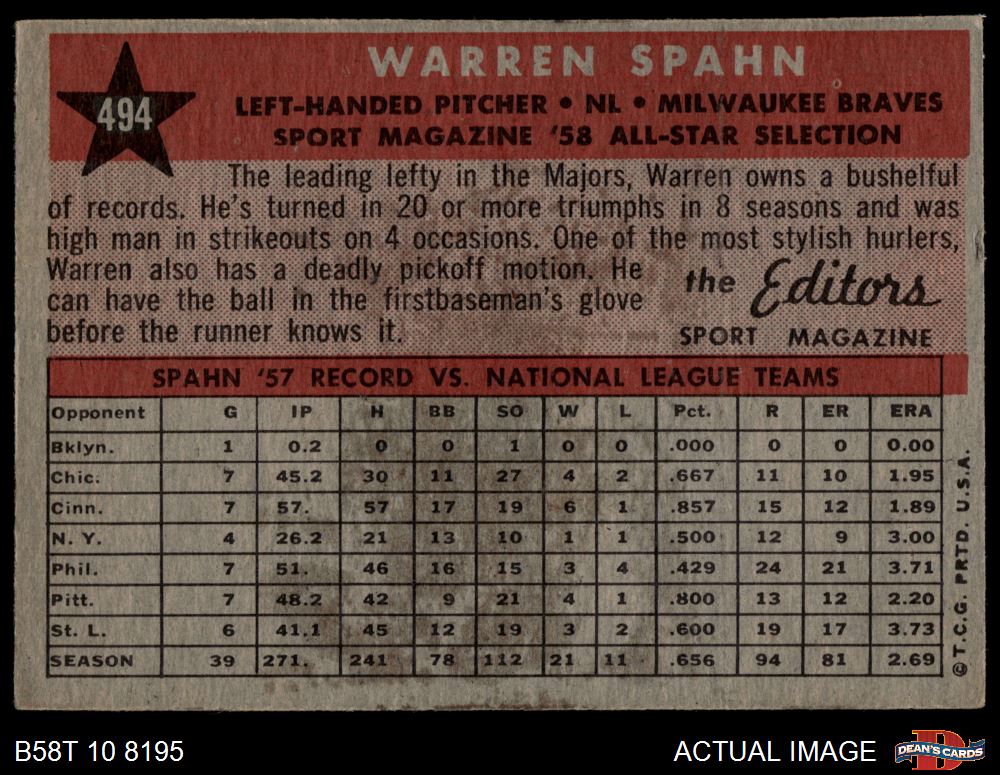 WARREN SPAHN
494
LEFT-HANDED PITCHER • NL • MILWAUKEE BRAVES
SPORT MAGAZINE '58 ALL-STAR SELECTION
The leading lefty in the Majors, Warren owns a bushelful
of records. He's turned in 20 or more triumphs in 8 seasons and was
high man in strikeouts on 4 occasions. One of the most stylish hurlers,
Warren also has a deadly pickoff motion. He
can have the ball in the firstbaseman's glove
before the runner knows it.
the Editors
SPORT MAGAZINE
SPAHN '57 RECORD VS. NATIONAL LEAGUE TEAMS
Opponent G IP H BB SO W L Pct. R ER ERA
Bklyn. 1 0.2 0 0 1 0 0 .000 0 0 0.00
Chic. 7 45.2 30 11 27 4 2 .667 11 10 1.95
Cinn. 7 57. 57 17 19 6 1 .857 15 12 1.89
N. Y. 4 26.2 21 13 10 1 1 .500 12 9 3.00
Phil. 7 51. 46 16 15 3 4 .429 24 21 3.71
Pitt. 7 48.2 42 9 21 4 1 .800 13 12 2.20
St. L. 6 41.1 45 12 19 3 2 .600 19 17 3.73
SEASON 39 271. 241 78 112 21 11 .656 94 81 2.69
© T.C.G. PRTD. U.S.A.
B58T 10 8195
ACTUAL IMAGE
DEAN'S CARDS